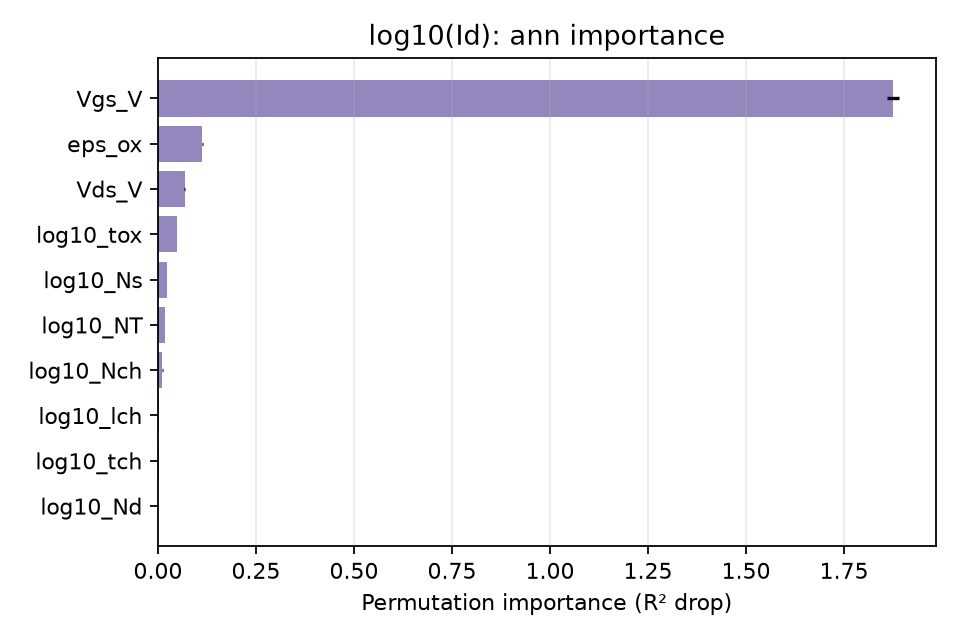 log10(Id): ann importance
Vgs_V
eps_ox
Vds_V
log10_tox
log10_Ns
log10_NT
log10_Nch
log10_lch
log10_tch
log10_Nd
0.00 0.25 0.50 0.75 1.00 1.25 1.50 1.75
Permutation importance (R² drop)